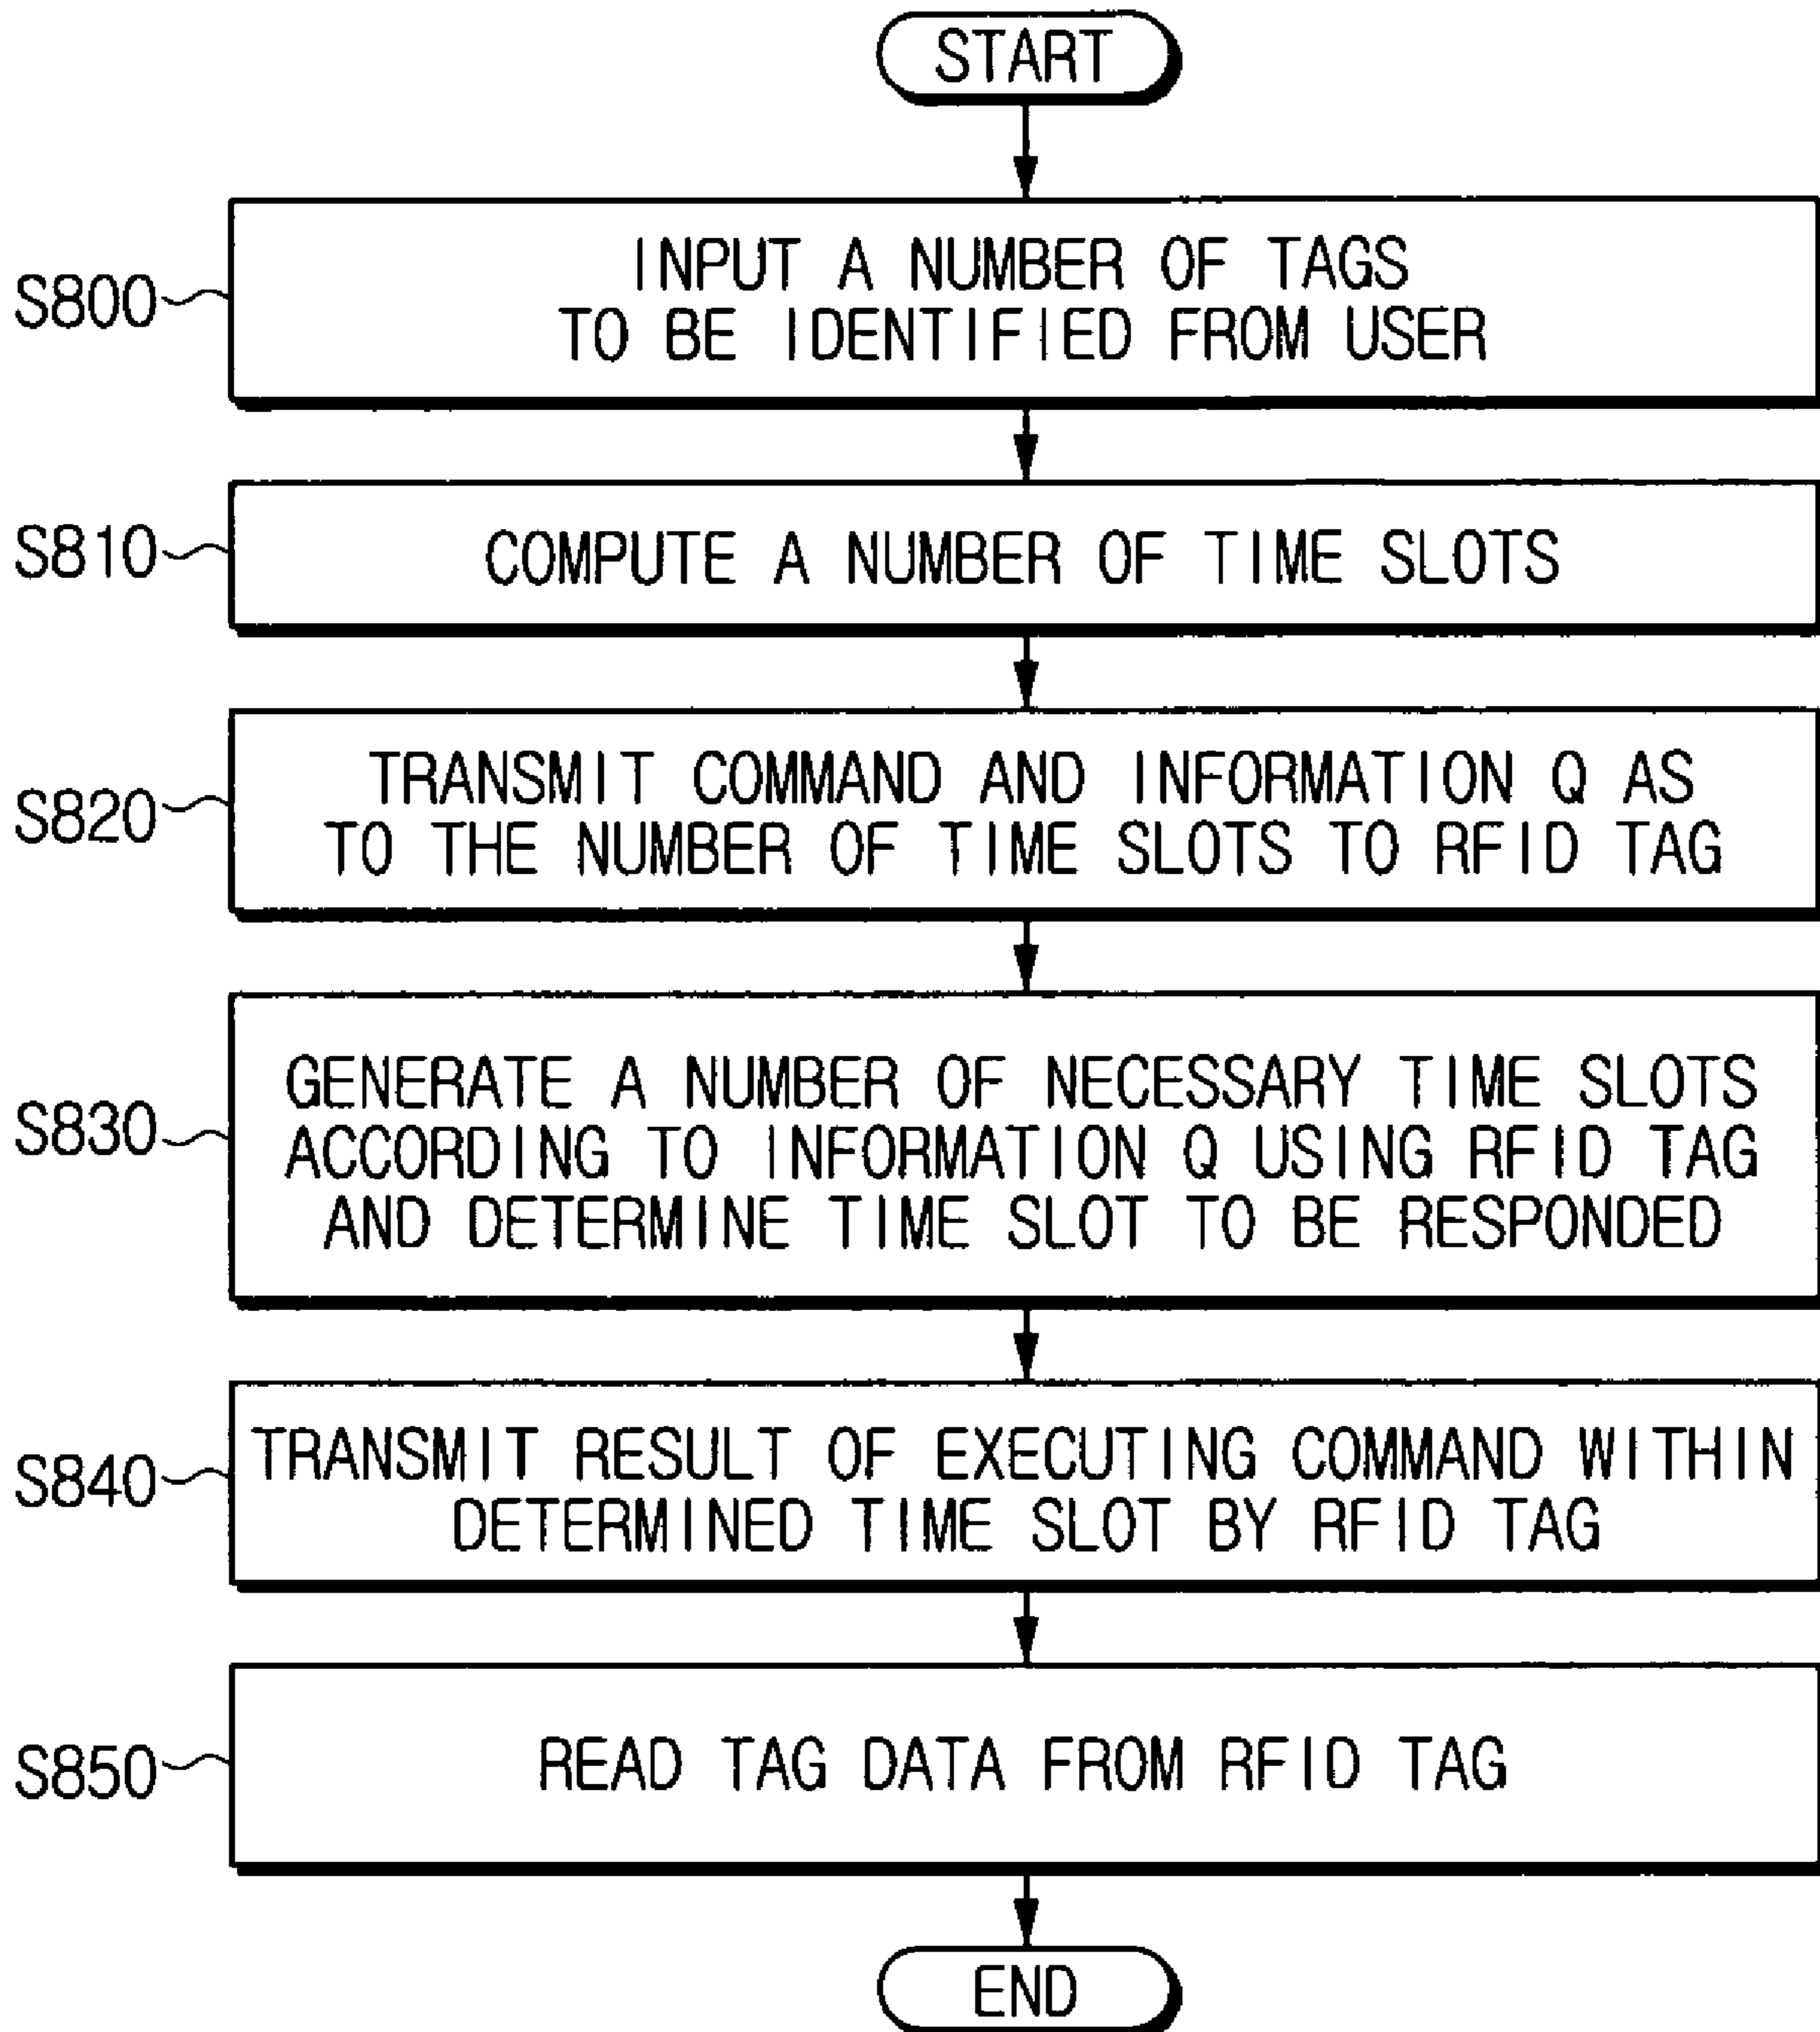 START
S800
INPUT A NUMBER OF TAGS
TO BE IDENTIFIED FROM USER
S810
COMPUTE A NUMBER OF TIME SLOTS
S820
TRANSMIT COMMAND AND INFORMATION Q AS
TO THE NUMBER OF TIME SLOTS TO RFID TAG
S830
GENERATE A NUMBER OF NECESSARY TIME SLOTS
ACCORDING TO INFORMATION Q USING RFID TAG
AND DETERMINE TIME SLOT TO BE RESPONDED
S840
TRANSMIT RESULT OF EXECUTING COMMAND WITHIN
DETERMINED TIME SLOT BY RFID TAG
S850
READ TAG DATA FROM RFID TAG
END